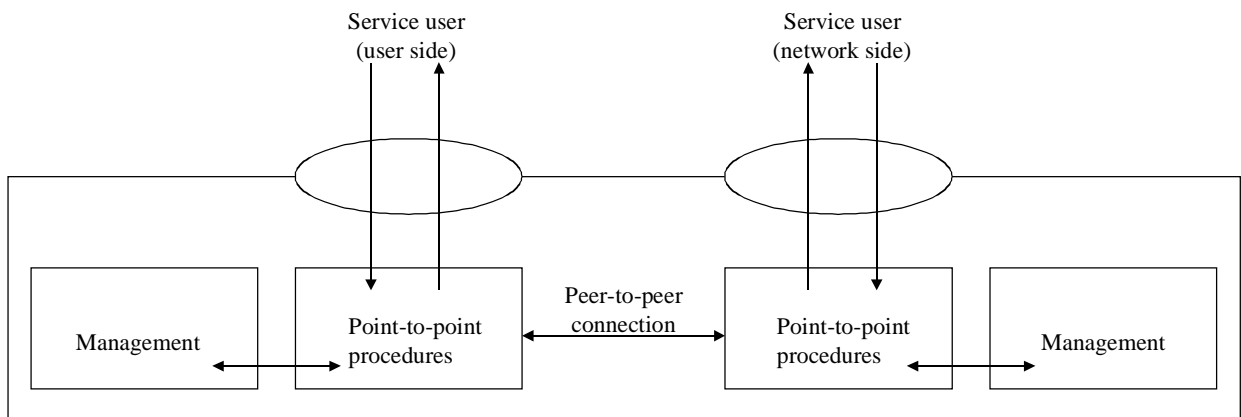 Service user
(user side)
Service user
(network side)
Management
Point-to-point
procedures
Peer-to-peer
connection
Point-to-point
procedures
Management